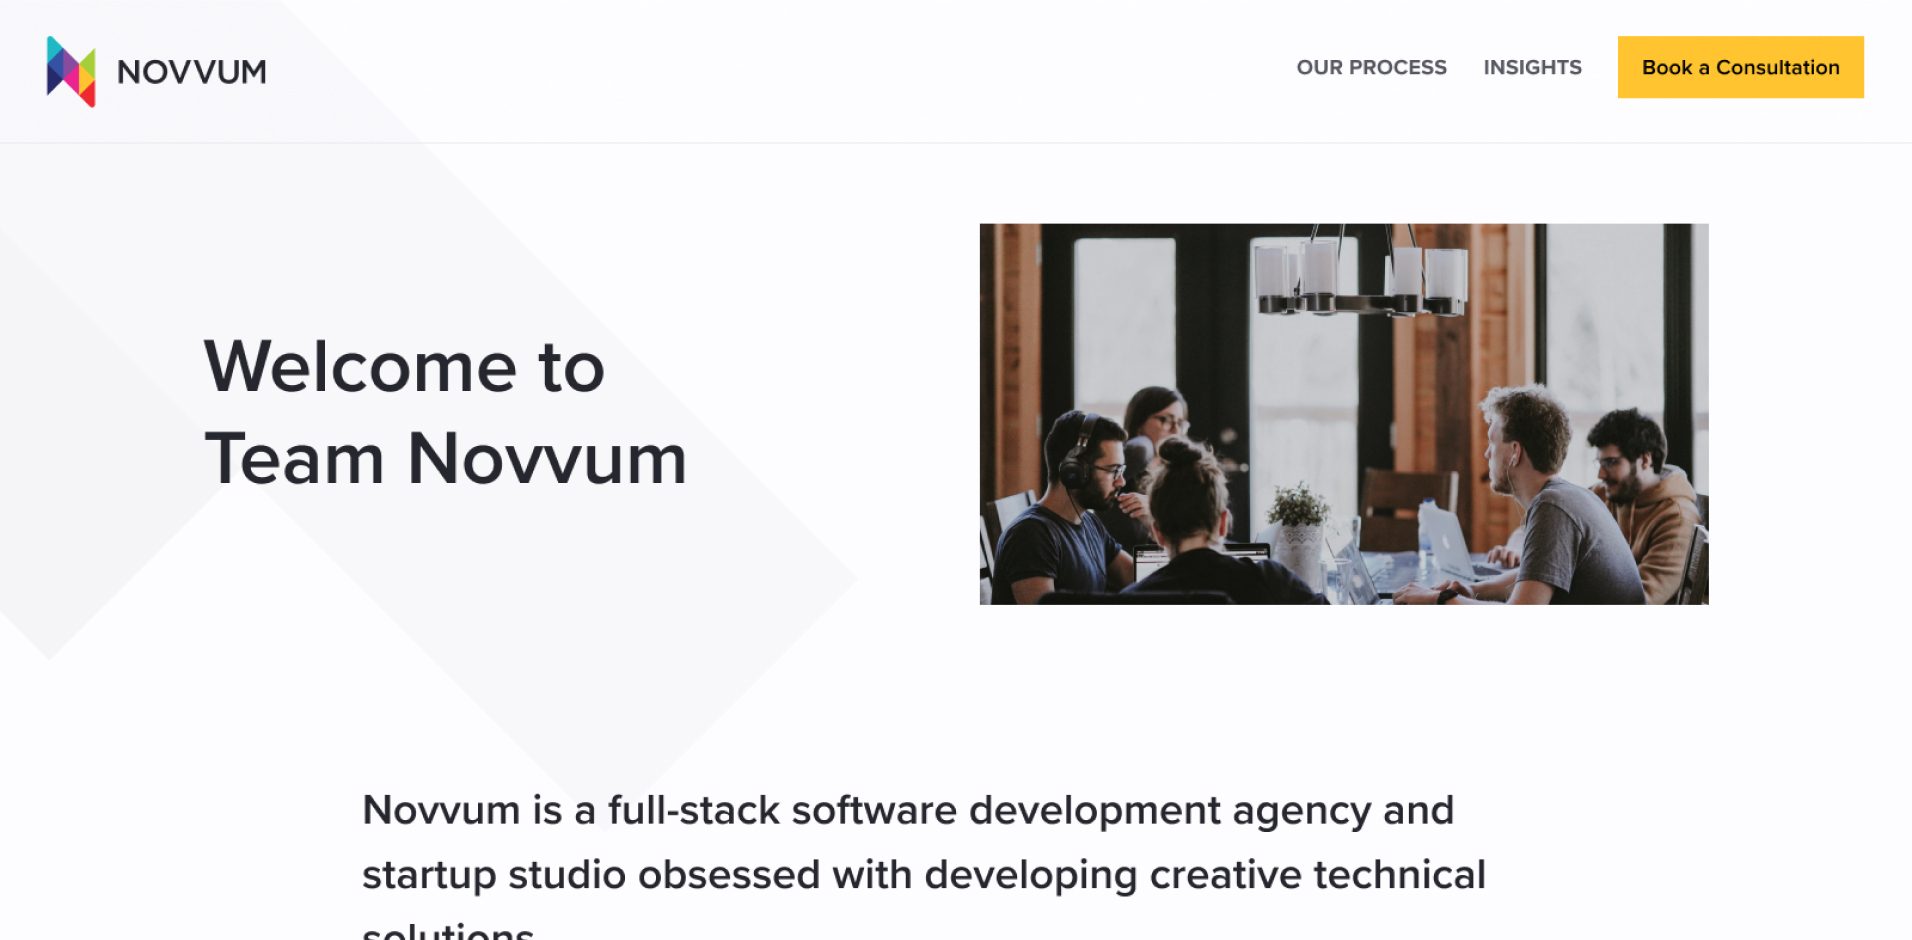 NOVVUM
OUR PROCESS
INSIGHTS
Book a Consultation
Welcome to
Team Novvum
Novvum is a full-stack software development agency and
startup studio obsessed with developing creative technical
solutions